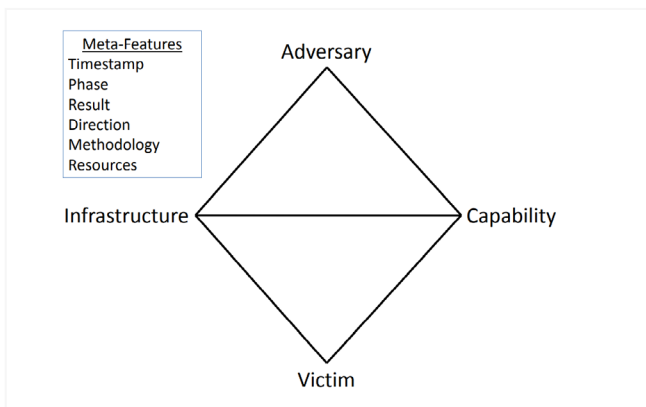 Meta-Features
Timestamp
Phase
Result
Direction
Methodology
Resources
Adversary
Infrastructure
Capability
Victim